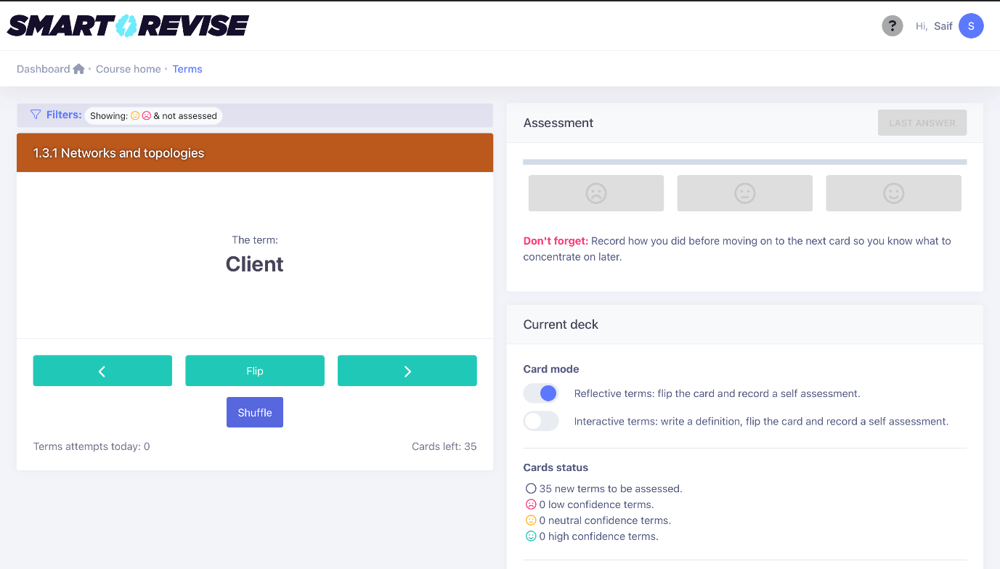 SMART REVISE
? Hi, Saif S
Dashboard • Course home • Terms
Filters: Showing: & not assessed
1.3.1 Networks and topologies
The term:
Client
Flip
Shuffle
Terms attempts today: 0 Cards left: 35
Assessment LAST ANSWER
Don't forget: Record how you did before moving on to the next card so you know what to
concentrate on later.
Current deck
Card mode
Reflective terms: flip the card and record a self assessment.
Interactive terms: write a definition, flip the card and record a self assessment.
Cards status
35 new terms to be assessed.
0 low confidence terms.
0 neutral confidence terms.
0 high confidence terms.